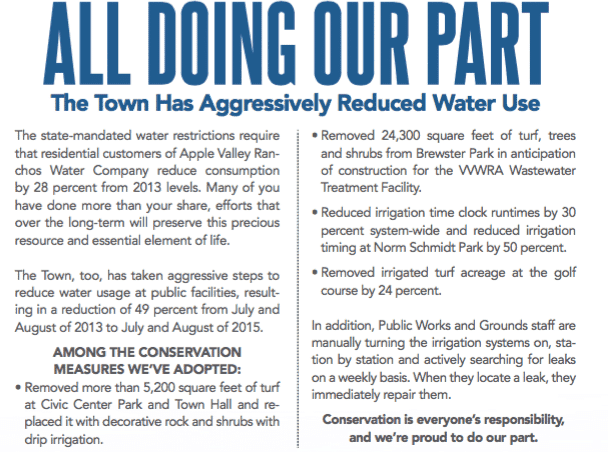 ALL DOING OUR PART
The Town Has Aggressively Reduced Water Use
The state-mandated water restrictions require
that residential customers of Apple Valley Ran-
chos Water Company reduce consumption
by 28 percent from 2013 levels. Many of you
have done more than your share, efforts that
over the long-term will preserve this precious
resource and essential element of life.
The Town, too, has taken aggressive steps to
reduce water usage at public facilities, result-
ing in a reduction of 49 percent from July and
August of 2013 to July and August of 2015.
AMONG THE CONSERVATION
MEASURES WE'VE ADOPTED:
• Removed more than 5,200 square feet of turf
at Civic Center Park and Town Hall and re-
placed it with decorative rock and shrubs with
drip irrigation.
• Removed 24,300 square feet of turf, trees
and shrubs from Brewster Park in anticipation
of construction for the VVWRA Wastewater
Treatment Facility.
• Reduced irrigation time clock runtimes by 30
percent system-wide and reduced irrigation
timing at Norm Schmidt Park by 50 percent.
• Removed irrigated turf acreage at the golf
course by 24 percent.
In addition, Public Works and Grounds staff are
manually turning the irrigation systems on, sta-
tion by station and actively searching for leaks
on a weekly basis. When they locate a leak, they
immediately repair them.
Conservation is everyone's responsibility,
and we're proud to do our part.